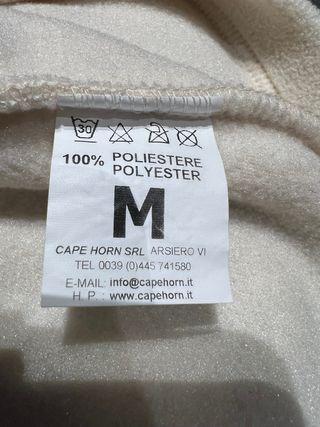 30
100% POLIESTERE
POLYESTER
M
CAPE HORN SRL ARSIERO VI
TEL 0039 (0)445 741580
E-MAIL: info@capehorn.it
H. P.: www.capehorn.it